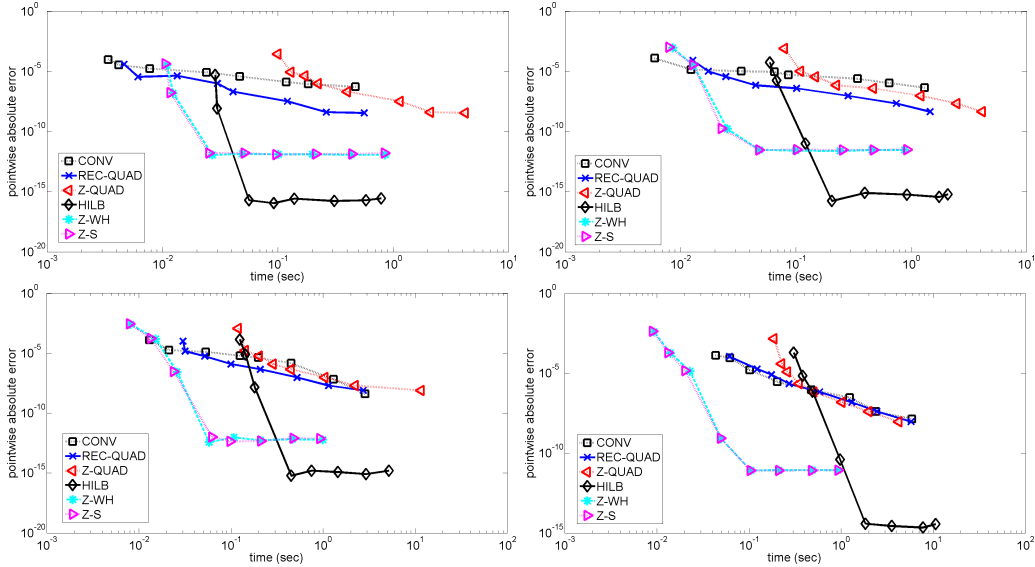 10^0
10^-5
10^-10
10^-15
10^-20
pointwise absolute error
CONV
REC-QUAD
Z-QUAD
HILB
Z-WH
Z-S
10^-3
10^-2
10^-1
10^0
10^1
time (sec)
10^0
10^-5
10^-10
10^-15
10^-20
pointwise absolute error
CONV
REC-QUAD
Z-QUAD
HILB
Z-WH
Z-S
10^-3
10^-2
10^-1
10^0
10^1
time (sec)
10^0
10^-5
10^-10
10^-15
10^-20
pointwise absolute error
CONV
REC-QUAD
Z-QUAD
HILB
Z-WH
Z-S
10^-3
10^-2
10^-1
10^0
10^1
10^2
time (sec)
10^0
10^-5
10^-10
10^-15
pointwise absolute error
CONV
REC-QUAD
Z-QUAD
HILB
Z-WH
Z-S
10^-3
10^-2
10^-1
10^0
10^1
10^2
time (sec)